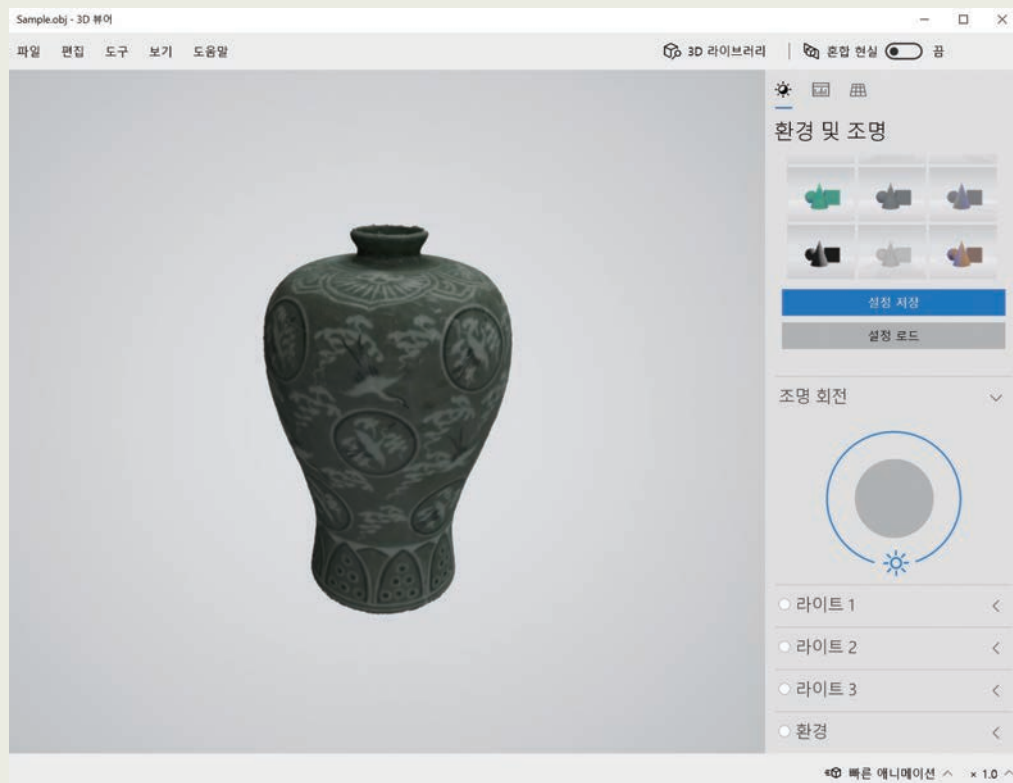 Sample.obj - 3D 뷰어
파일 편집 도구 보기 도움말 3D 라이브러리 혼합 현실 끔
환경 및 조명
설정 저장
설정 로드
조명 회전
라이트 1
라이트 2
라이트 3
환경
빠른 애니메이션 × 1.0